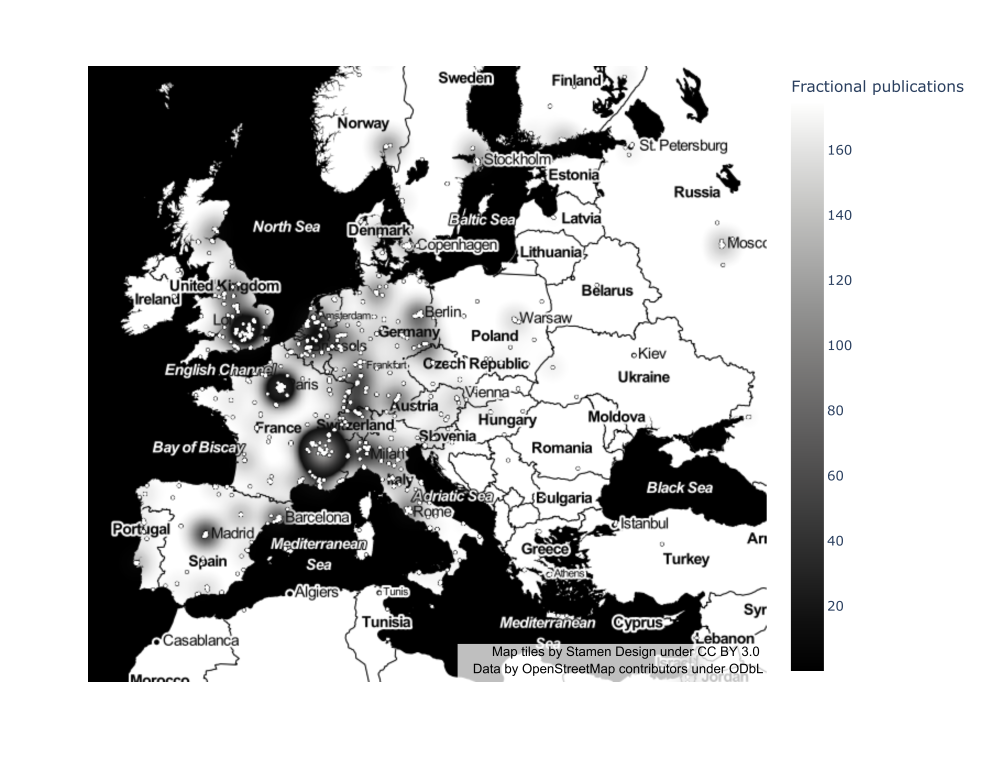 Fractional publications
160
140
120
100
80
60
40
20
Sweden
Finland
Norway
St. Petersburg
Stockholm
Estonia
Russia
North Sea
Baltic Sea
Latvia
Denmark
Copenhagen
Moscc
Lithuania
United Kingdom
Ireland
Belarus
Amsterdam
Berlin
Germany
Warsaw
Poland
English Channel
Frankfurt
Czech Republic
Kiev
Ukraine
aris
Vienna
Austria
Hungary
Moldova
France
Switzerland
Slovenia
Romania
Bay of Biscay
Milan
Italy
Black Sea
Adriatic Sea
Bulgaria
Rome
Barcelona
Istanbul
Portugal
Madrid
Mediterranean
Sea
Spain
Greece
Turkey
Ar
Athens
Algiers
Tunis
Tunisia
Mediterranean
Sea
Cyprus
Syr
Lebanon
Casablanca
Morocco
Israel
Jordan
Map tiles by Stamen Design under CC BY 3.0
Data by OpenStreetMap contributors under ODbL